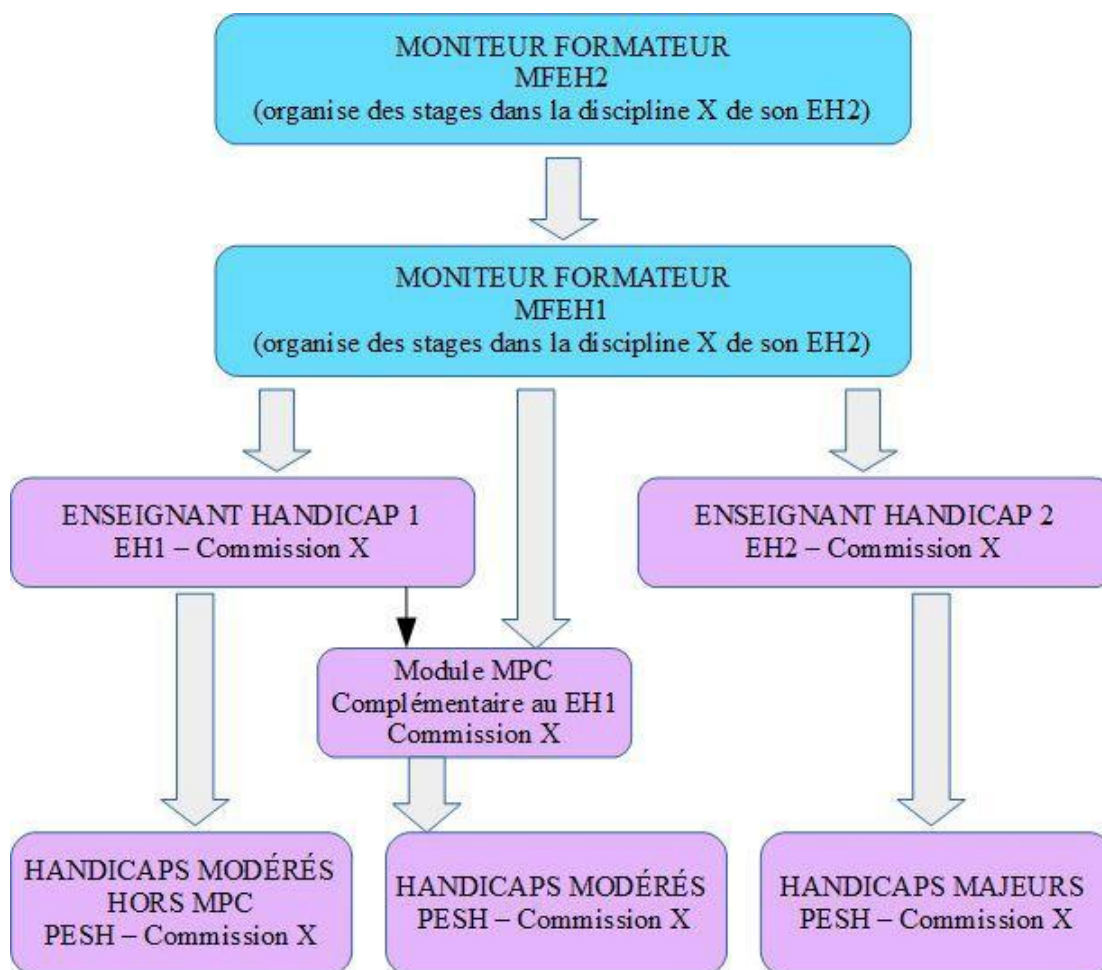 MONITEUR FORMATEUR
MFEH2
(organise des stages dans la discipline X de son EH2)
MONITEUR FORMATEUR
MFEH1
(organise des stages dans la discipline X de son EH2)
ENSEIGNANT HANDICAP 1
EH1 – Commission X
ENSEIGNANT HANDICAP 2
EH2 – Commission X
Module MPC
Complémentaire au EH1
Commission X
HANDICAPS MODÉRÉS
HORS MPC
PESH – Commission X
HANDICAPS MODÉRÉS
PESH – Commission X
HANDICAPS MAJEURS
PESH – Commission X